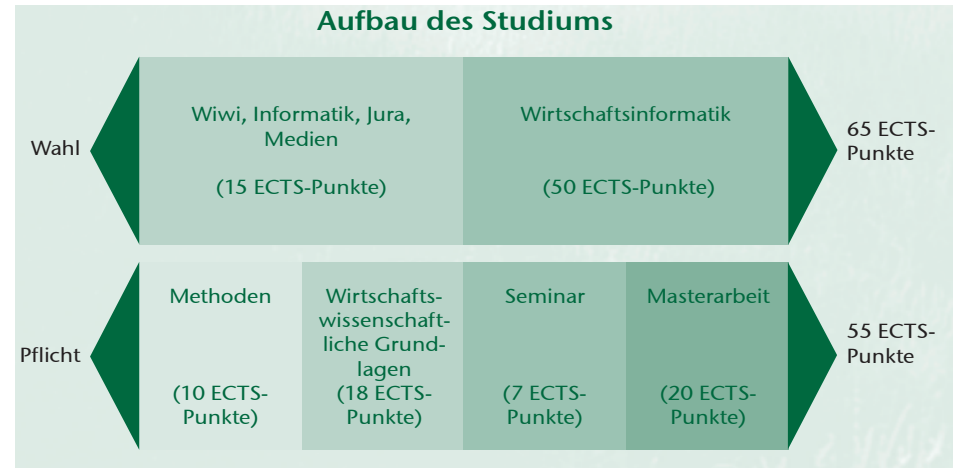 Aufbau des Studiums
Wahl
Wiwi, Informatik, Jura,
Medien
(15 ECTS-Punkte)
Wirtschaftsinformatik
(50 ECTS-Punkte)
65 ECTS-
Punkte
Pflicht
Methoden
(10 ECTS-
Punkte)
Wirtschafts-
wissenschaft-
liche Grund-
lagen
(18 ECTS-
Punkte)
Seminar
(7 ECTS-
Punkte)
Masterarbeit
(20 ECTS-
Punkte)
55 ECTS-
Punkte